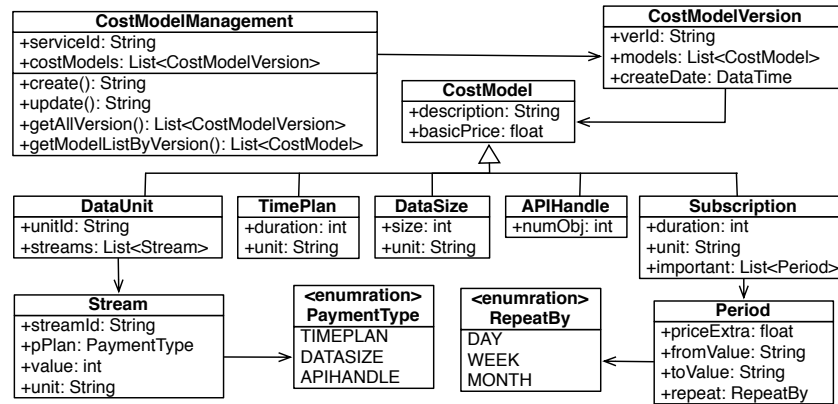 CostModelManagement
+serviceId: String
+costModels: List<CostModelVersion>
+create(): String
+update(): String
+getAllVersion(): List<CostModelVersion>
+getModelListByVersion(): List<CostModel>
CostModelVersion
+verId: String
+models: List<CostModel>
+createDate: DataTime
CostModel
+description: String
+basicPrice: float
DataUnit
+unitId: String
+streams: List<Stream>
TimePlan
+duration: int
+unit: String
DataSize
+size: int
+unit: String
APIHandle
+numObj: int
Subscription
+duration: int
+unit: String
+important: List<Period>
Stream
+streamId: String
+pPlan: PaymentType
+value: int
+unit: String
<enumration>
PaymentType
TIMEPLAN
DATASIZE
APIHANDLE
<enumration>
RepeatBy
DAY
WEEK
MONTH
Period
+priceExtra: float
+fromValue: String
+toValue: String
+repeat: RepeatBy